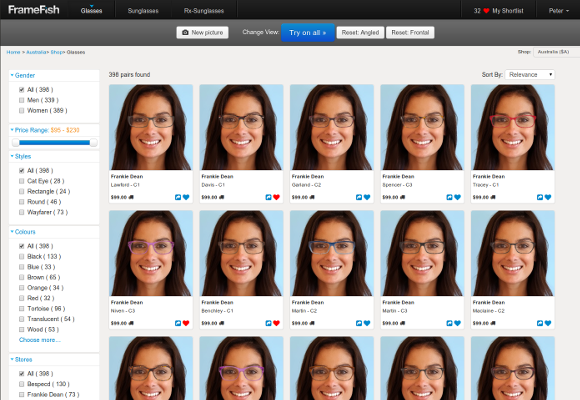 FrameFish
Glasses
Sunglasses
Rx-Sunglasses
32 My Shortlist
Peter
New picture
Change View:
Try on all »
Reset: Angled
Reset: Frontal
Home > Australia > Shop > Glasses
Shop: Australia ($A)
398 pairs found
Sort By: Relevance
Gender
All ( 398 )
Men ( 339 )
Women ( 389 )
Price Range: $95 - $230
Styles
All ( 398 )
Cat Eye ( 28 )
Rectangle ( 24 )
Round ( 46 )
Wayfarer ( 73 )
Colours
All ( 398 )
Black ( 133 )
Blue ( 33 )
Brown ( 65 )
Orange ( 34 )
Red ( 32 )
Tortoise ( 96 )
Translucent ( 54 )
Wood ( 53 )
Choose more...
Stores
All ( 398 )
Bespecd ( 130 )
Frankie Dean ( 73 )
Frankie Dean
Lawford - C1
$99.00
Frankie Dean
Davis - C1
$99.00
Frankie Dean
Garland - C2
$99.00
Frankie Dean
Spencer - C3
$99.00
Frankie Dean
Tracey - C1
$99.00
Frankie Dean
Niven - C3
$99.00
Frankie Dean
Benchley - C1
$99.00
Frankie Dean
Martin - C2
$99.00
Frankie Dean
Martin - C3
$99.00
Frankie Dean
Maclaine - C2
$99.00